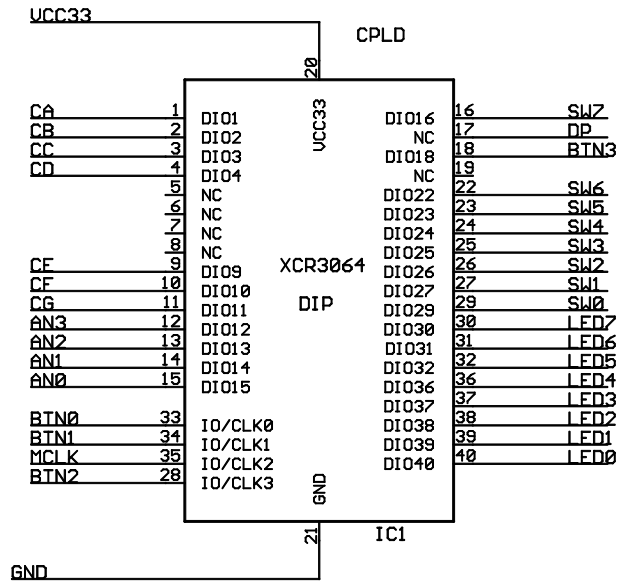 VCC33
CPLD
20
VCC33
CA 1 DIO1 DIO16 16 SW7
CB 2 DIO2 NC 17 DP
CC 3 DIO3 DIO18 18 BTN3
CD 4 DIO4 NC 19
5 NC DIO22 22 SW6
6 NC DIO23 23 SW5
7 NC DIO24 24 SW4
8 NC DIO25 25 SW3
CE 9 DIO9 DIO26 26 SW2
XCR3064
CF 10 DIO10 DIO27 27 SW1
CG 11 DIO11 DIO29 29 SW0
DIP
AN3 12 DIO12 DIO30 30 LED7
AN2 13 DIO13 DIO31 31 LED6
AN1 14 DIO14 DIO32 32 LED5
AN0 15 DIO15 DIO36 36 LED4
DIO37 37 LED3
BTN0 33 IO/CLK0 DIO38 38 LED2
BTN1 34 IO/CLK1 DIO39 39 LED1
MCLK 35 IO/CLK2 DIO40 40 LED0
BTN2 28 IO/CLK3
GND
21
IC1
GND